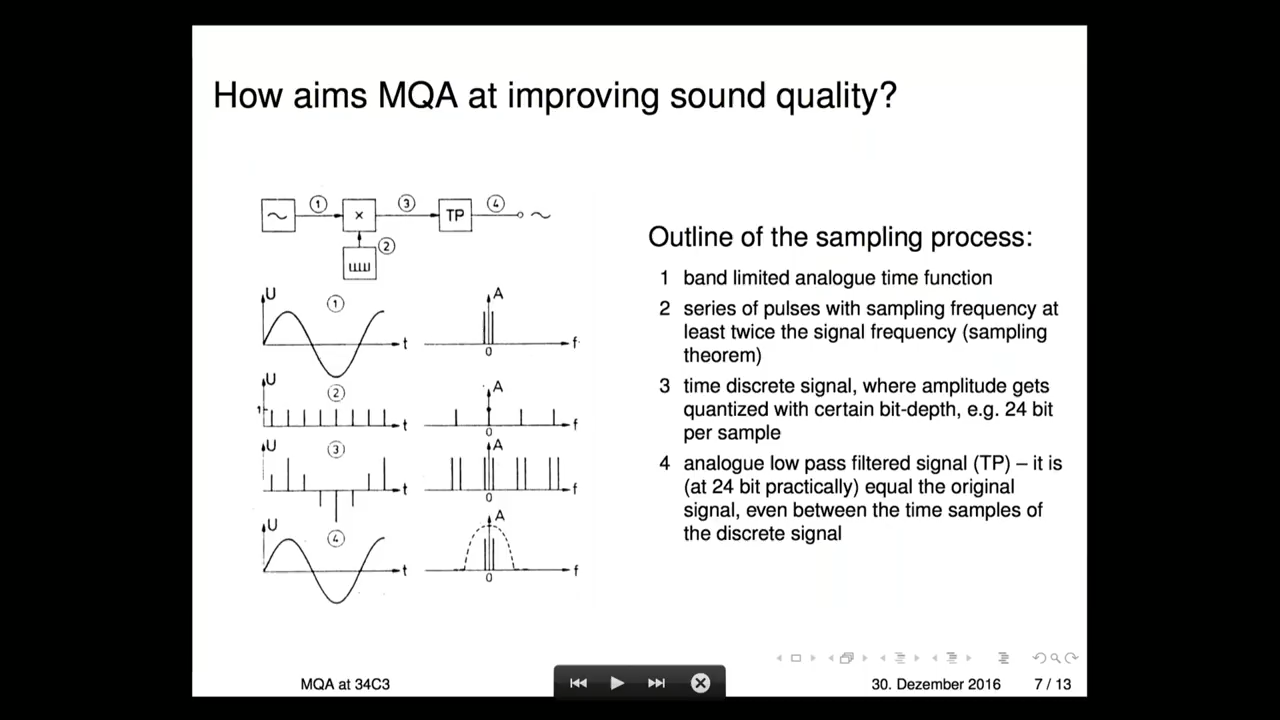 How aims MQA at improving sound quality?
1 3 4
~ × TP ~
2
U 1 A
t 0 f
U 2 A
1 t 0 f
U 3 A
t 0 f
U 4 A
t 0 f
Outline of the sampling process:
1 band limited analogue time function
2 series of pulses with sampling frequency at
least twice the signal frequency (sampling
theorem)
3 time discrete signal, where amplitude gets
quantized with certain bit-depth, e.g. 24 bit
per sample
4 analogue low pass filtered signal (TP) – it is
(at 24 bit practically) equal the original
signal, even between the time samples of
the discrete signal
MQA at 34C3
30. Dezember 2016 7 / 13